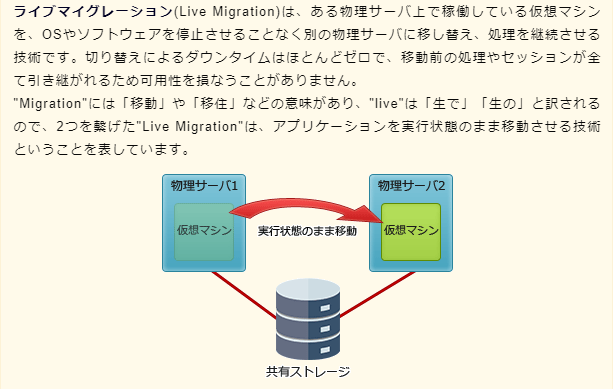 ライブマイグレーション(Live Migration)は、ある物理サーバ上で稼働している仮想マシン
を、OSやソフトウェアを停止させることなく別の物理サーバに移し替え、処理を継続させる
技術です。切り替えによるダウンタイムはほとんどゼロで、移動前の処理やセッションが全
て引き継がれるため可用性を損なうことがありません。
"Migration"には「移動」や「移住」などの意味があり、"live"は「生で」「生の」と訳される
ので、2つを繋げた"Live Migration"は、アプリケーションを実行状態のまま移動させる技術
ということを表しています。
物理サーバ1
物理サーバ2
仮想マシン
実行状態のまま移動
仮想マシン
共有ストレージ